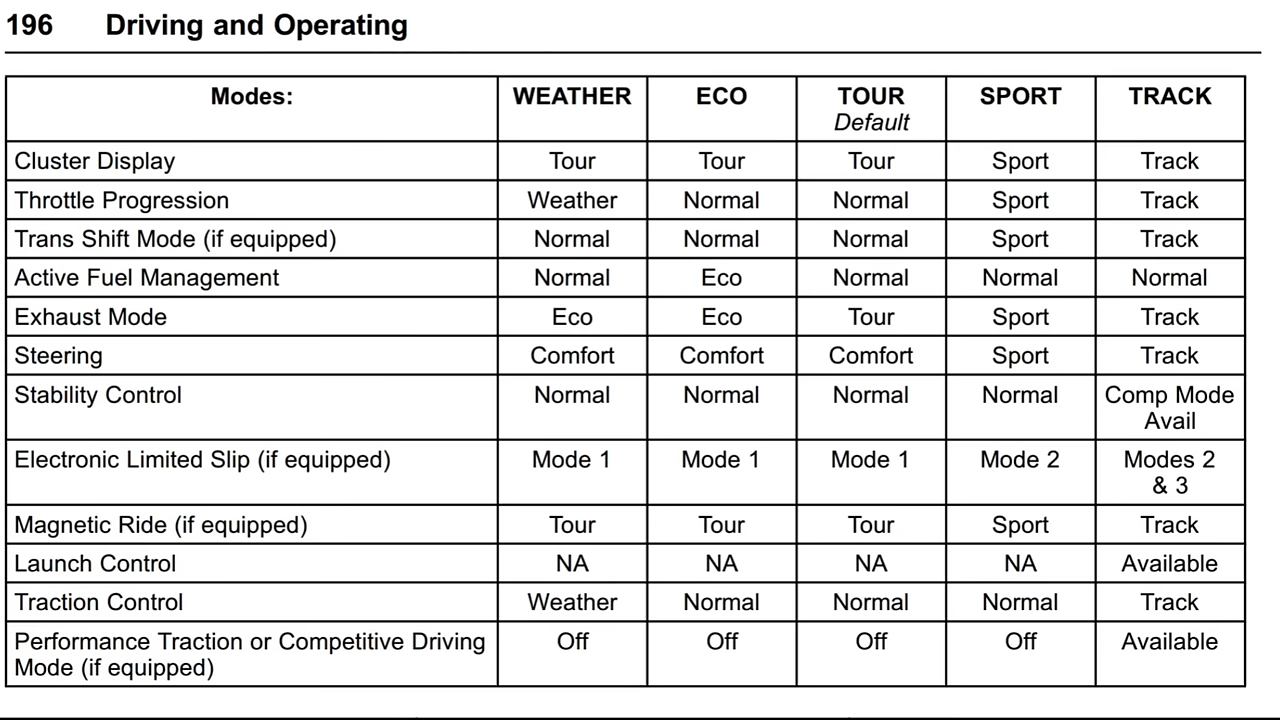 196 Driving and Operating
Modes: WEATHER ECO TOUR SPORT TRACK
Default
Cluster Display Tour Tour Tour Sport Track
Throttle Progression Weather Normal Normal Sport Track
Trans Shift Mode (if equipped) Normal Normal Normal Sport Track
Active Fuel Management Normal Eco Normal Normal Normal
Exhaust Mode Eco Eco Tour Sport Track
Steering Comfort Comfort Comfort Sport Track
Stability Control Normal Normal Normal Normal Comp Mode
Avail
Electronic Limited Slip (if equipped) Mode 1 Mode 1 Mode 1 Mode 2 Modes 2
& 3
Magnetic Ride (if equipped) Tour Tour Tour Sport Track
Launch Control NA NA NA NA Available
Traction Control Weather Normal Normal Normal Track
Performance Traction or Competitive Driving Off Off Off Off Available
Mode (if equipped)